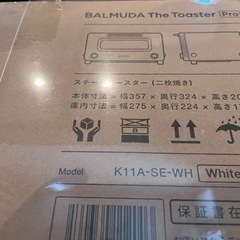 BALMUDA The Toaster Pro
スチームトースター (二枚焼き)
本体寸法 = 幅357 × 奥行324 × 高さ20
庫内寸法 = 幅275 × 奥行224 × 高さ1
Model K11A-SE-WH White
保証書在